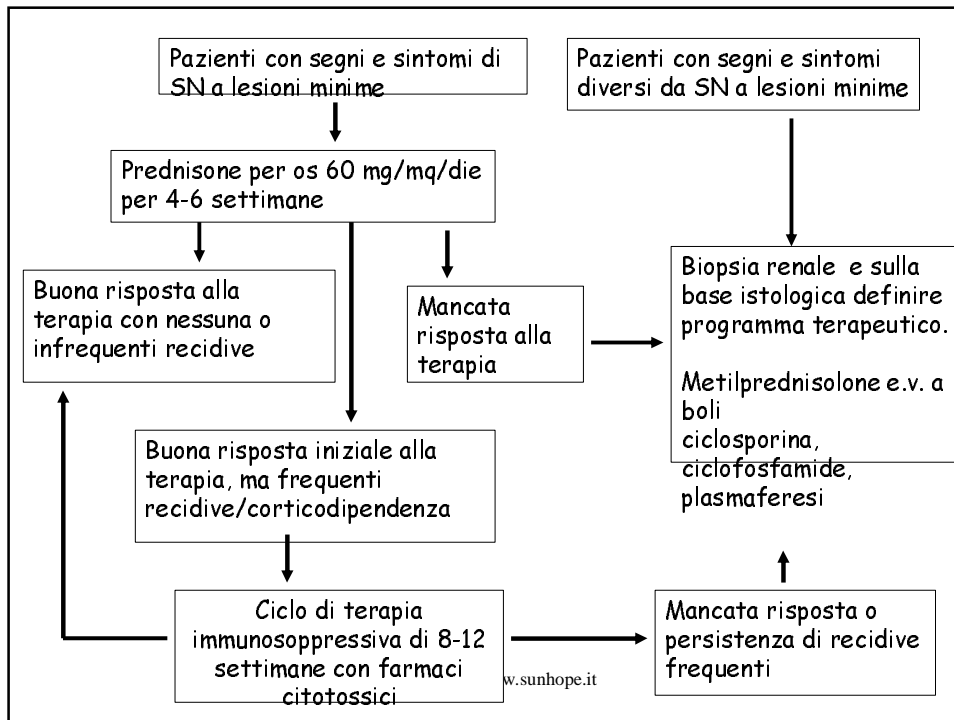 Pazienti con segni e sintomi di
SN a lesioni minime
Pazienti con segni e sintomi
diversi da SN a lesioni minime
Prednisone per os 60 mg/mq/die
per 4-6 settimane
Buona risposta alla
terapia con nessuna o
infrequenti recidive
Mancata
risposta alla
terapia
Biopsia renale e sulla
base istologica definire
programma terapeutico.
Metilprednisolone e.v. a
boli
ciclosporina,
ciclofosfamide,
plasmaferesi
Buona risposta iniziale alla
terapia, ma frequenti
recidive/corticodipendenza
Ciclo di terapia
immunosoppressiva di 8-12
settimane con farmaci
citotossici
Mancata risposta o
persistenza di recidive
frequenti
w.sunhope.it